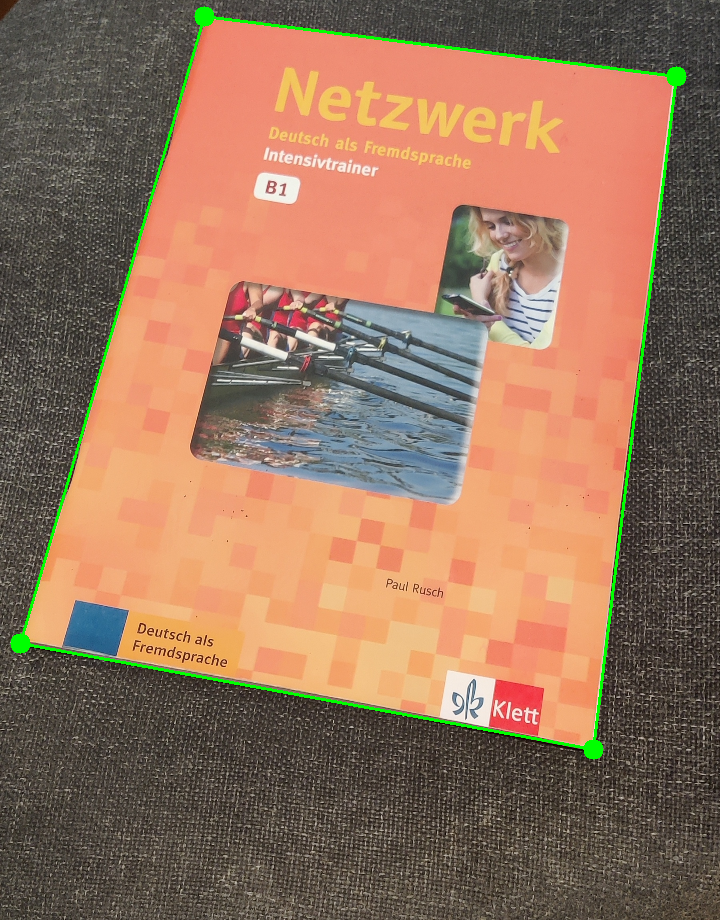 Netzwerk
Deutsch als Fremdsprache
Intensivtrainer
B1
Paul Rusch
Deutsch als
Fremdsprache
Klett